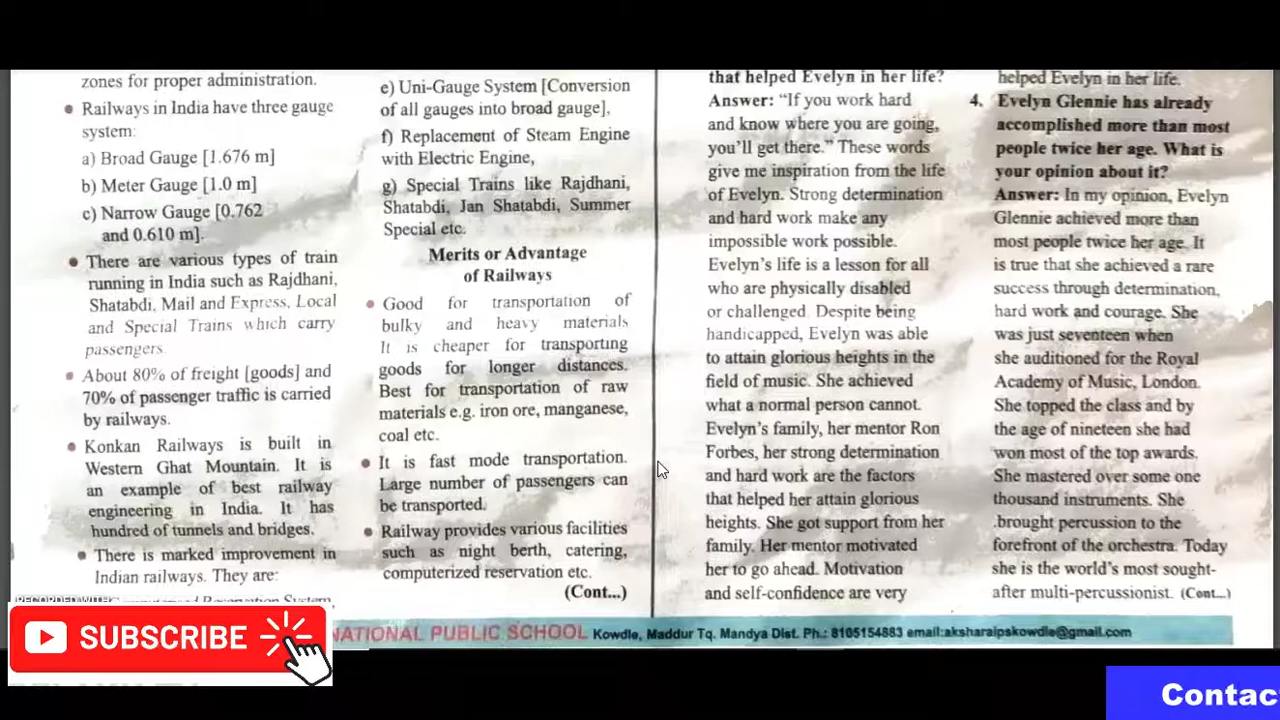 zones for proper administration.
• Railways in India have three gauge
system:
a) Broad Gauge [1.676 m]
b) Meter Gauge [1.0 m]
c) Narrow Gauge [0.762
and 0.610 m].
• There are various types of train
running in India such as Rajdhani,
Shatabdi, Mail and Express, Local
and Special Trains which carry
passengers
• About 80% of freight [goods] and
70% of passenger traffic is carried
by railways.
• Konkan Railways is built in
Western Ghat Mountain. It is
an example of best railway
engineering in India. It has
hundred of tunnels and bridges.
• There is marked improvement in
Indian railways. They are:
Reservation System,
e) Uni-Gauge System [Conversion
of all gauges into broad gauge],
f) Replacement of Steam Engine
with Electric Engine,
g) Special Trains like Rajdhani,
Shatabdi, Jan Shatabdi, Summer
Special etc.
Merits or Advantage
of Railways
• Good for transportation of
bulky and heavy materials
It is cheaper for transporting
goods for longer distances.
Best for transportation of raw
materials e.g. iron ore, manganese,
coal etc.
• It is fast mode transportation.
Large number of passengers can
be transported.
• Railway provides various facilities
such as night berth, catering,
computerized reservation etc.
(Cont...)
that helped Evelyn in her life?
Answer: "If you work hard
and know where you are going,
you'll get there." These words
give me inspiration from the life
of Evelyn. Strong determination
and hard work make any
impossible work possible.
Evelyn's life is a lesson for all
who are physically disabled
or challenged. Despite being
handicapped, Evelyn was able
to attain glorious heights in the
field of music. She achieved
what a normal person cannot.
Evelyn's family, her mentor Ron
Forbes, her strong determination
and hard work are the factors
that helped her attain glorious
heights. She got support from her
family. Her mentor motivated
her to go ahead. Motivation
and self-confidence are very
helped Evelyn in her life.
4. Evelyn Glennie has already
accomplished more than most
people twice her age. What is
your opinion about it?
Answer: In my opinion, Evelyn
Glennie achieved more than
most people twice her age. It
is true that she achieved a rare
success through determination,
hard work and courage. She
was just seventeen when
she auditioned for the Royal
Academy of Music, London.
She topped the class and by
the age of nineteen she had
won most of the top awards.
She mastered over some one
thousand instruments. She
.brought percussion to the
forefront of the orchestra. Today
she is the world's most sought-
after multi-percussionist. (Cont...)
RECORDED WITH
SUBSCRIBE
NATIONAL PUBLIC SCHOOL Kowdle, Maddur Tq. Mandya Dist. Ph.: 8105154883 email:aksharaipskowdle@gmail.com
Contac